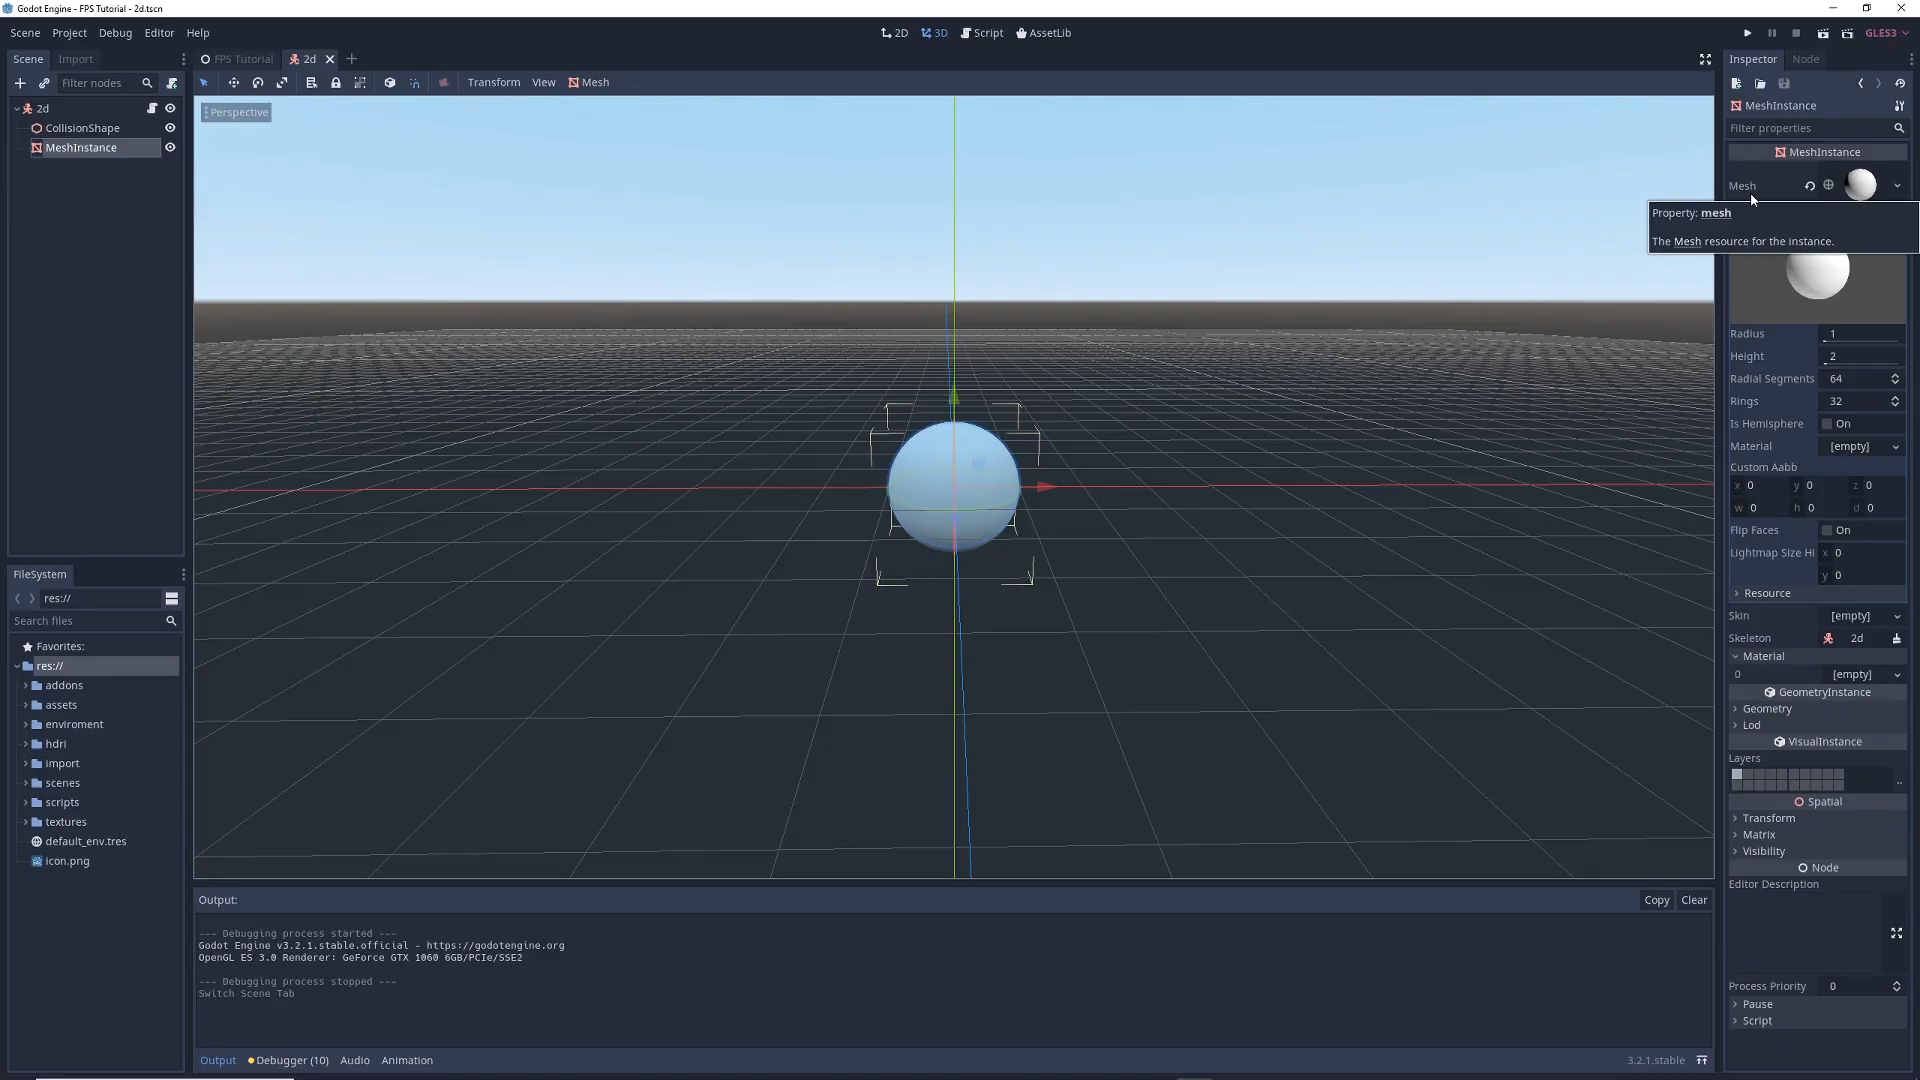 Godot Engine - FPS Tutorial - 2d.tscn
Scene Project Debug Editor Help
2D 3D Script AssetLib
GLES3
Scene Import
FPS Tutorial 2d
Inspector Node
Filter nodes
Transform View Mesh
2d
CollisionShape
MeshInstance
Perspective
MeshInstance
Filter properties
MeshInstance
Mesh
Property: mesh
The Mesh resource for the instance.
Radius 1
Height 2
Radial Segments 64
Rings 32
Is Hemisphere On
Material [empty]
Custom Aabb
x 0 y 0 z 0
w 0 h 0 d 0
Flip Faces On
Lightmap Size Hi x 0
y 0
Resource
Skin [empty]
Skeleton 2d
Material
0 [empty]
GeometryInstance
Geometry
Lod
VisualInstance
Layers
..
Spatial
Transform
Matrix
Visibility
Node
Editor Description
Process Priority 0
Pause
Script
FileSystem
res://
Search files
Favorites:
res://
addons
assets
enviroment
hdri
import
scenes
scripts
textures
default_env.tres
icon.png
Output:
Copy Clear
--- Debugging process started ---
Godot Engine v3.2.1.stable.official - https://godotengine.org
OpenGL ES 3.0 Renderer: GeForce GTX 1060 6GB/PCIe/SSE2
--- Debugging process stopped ---
Switch Scene Tab
Output Debugger (10) Audio Animation
3.2.1.stable